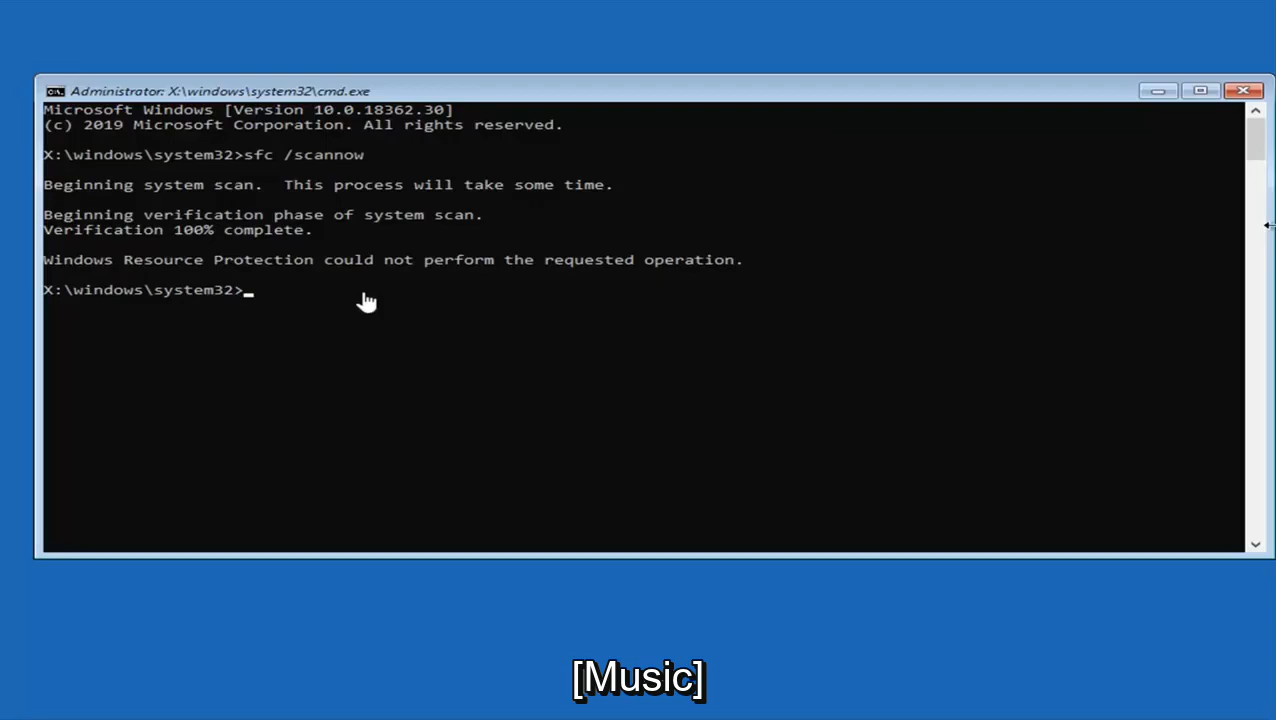 Administrator: X:\windows\system32\cmd.exe
Microsoft Windows [Version 10.0.18362.30]
(c) 2019 Microsoft Corporation. All rights reserved.
X:\windows\system32>sfc /scannow
Beginning system scan.  This process will take some time.
Beginning verification phase of system scan.
Verification 100% complete.
Windows Resource Protection could not perform the requested operation.
X:\windows\system32>
[Music]